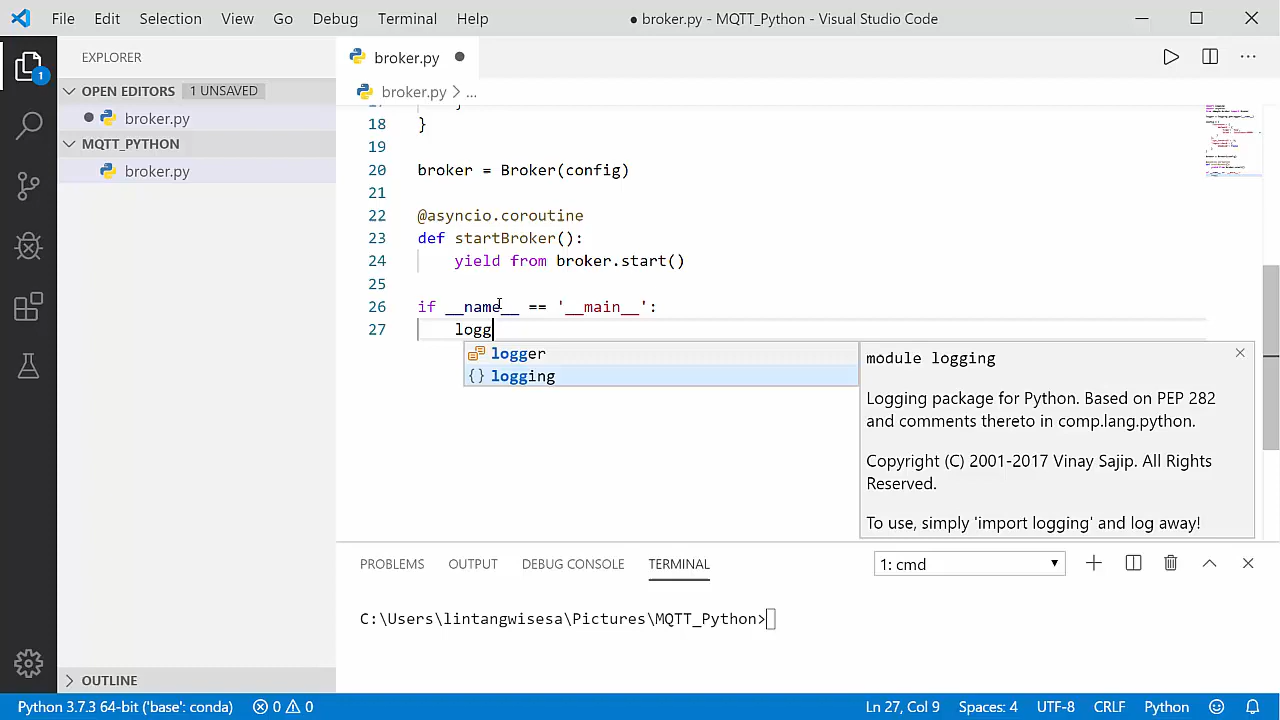 File Edit Selection View Go Debug Terminal Help
● broker.py - MQTT_Python - Visual Studio Code
EXPLORER
OPEN EDITORS 1 UNSAVED
broker.py
MQTT_PYTHON
broker.py
OUTLINE
1
broker.py
broker.py > ...
18 }
19
20 broker = Broker(config)
21
22 @asyncio.coroutine
23 def startBroker():
24 yield from broker.start()
25
26 if __name__ == '__main__':
27 logg
logger
{} logging
module logging
Logging package for Python. Based on PEP 282
and comments thereto in comp.lang.python.
Copyright (C) 2001-2017 Vinay Sajip. All Rights
Reserved.
To use, simply 'import logging' and log away!
PROBLEMS OUTPUT DEBUG CONSOLE TERMINAL
1: cmd
C:\Users\lintangwisesa\Pictures\MQTT_Python>
Python 3.7.3 64-bit ('base': conda) 0 0
Ln 27, Col 9 Spaces: 4 UTF-8 CRLF Python